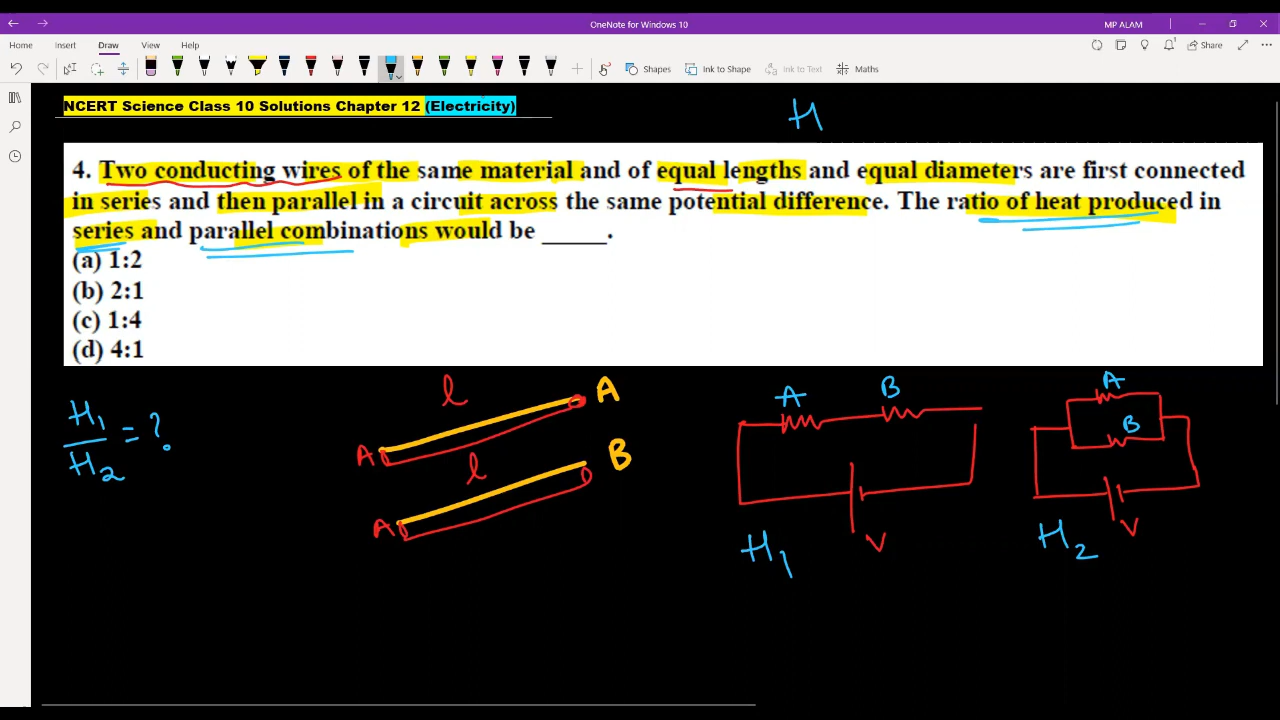 OneNote for Windows 10
MP ALAM
Home Insert Draw View Help
Share
Shapes
Ink to Shape
Ink to Text
Maths
NCERT Science Class 10 Solutions Chapter 12 (Electricity)
H
4. Two conducting wires of the same material and of equal lengths and equal diameters are first connected
in series and then parallel in a circuit across the same potential difference. The ratio of heat produced in
series and parallel combinations would be _____.
(a) 1:2
(b) 2:1
(c) 1:4
(d) 4:1
H1/H2 = ?
l
A
A
l
B
A
A B
V
H1
A
B
V
H2